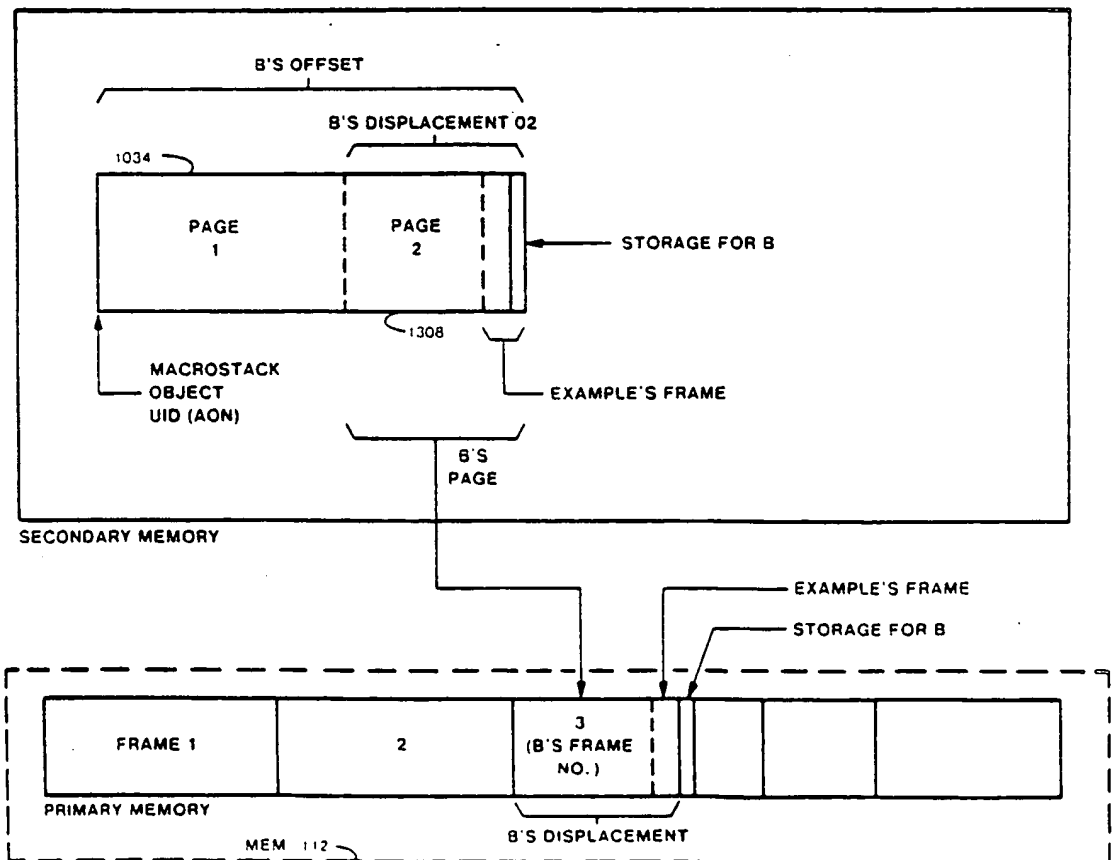 B'S OFFSET
B'S DISPLACEMENT 02
1034
PAGE
1
PAGE
2
STORAGE FOR B
1308
MACROSTACK
OBJECT
UID (AON)
EXAMPLE'S FRAME
B'S
PAGE
SECONDARY MEMORY
EXAMPLE'S FRAME
STORAGE FOR B
FRAME 1
2
3
(B'S FRAME
NO.)
PRIMARY MEMORY
B'S DISPLACEMENT
MEM 112